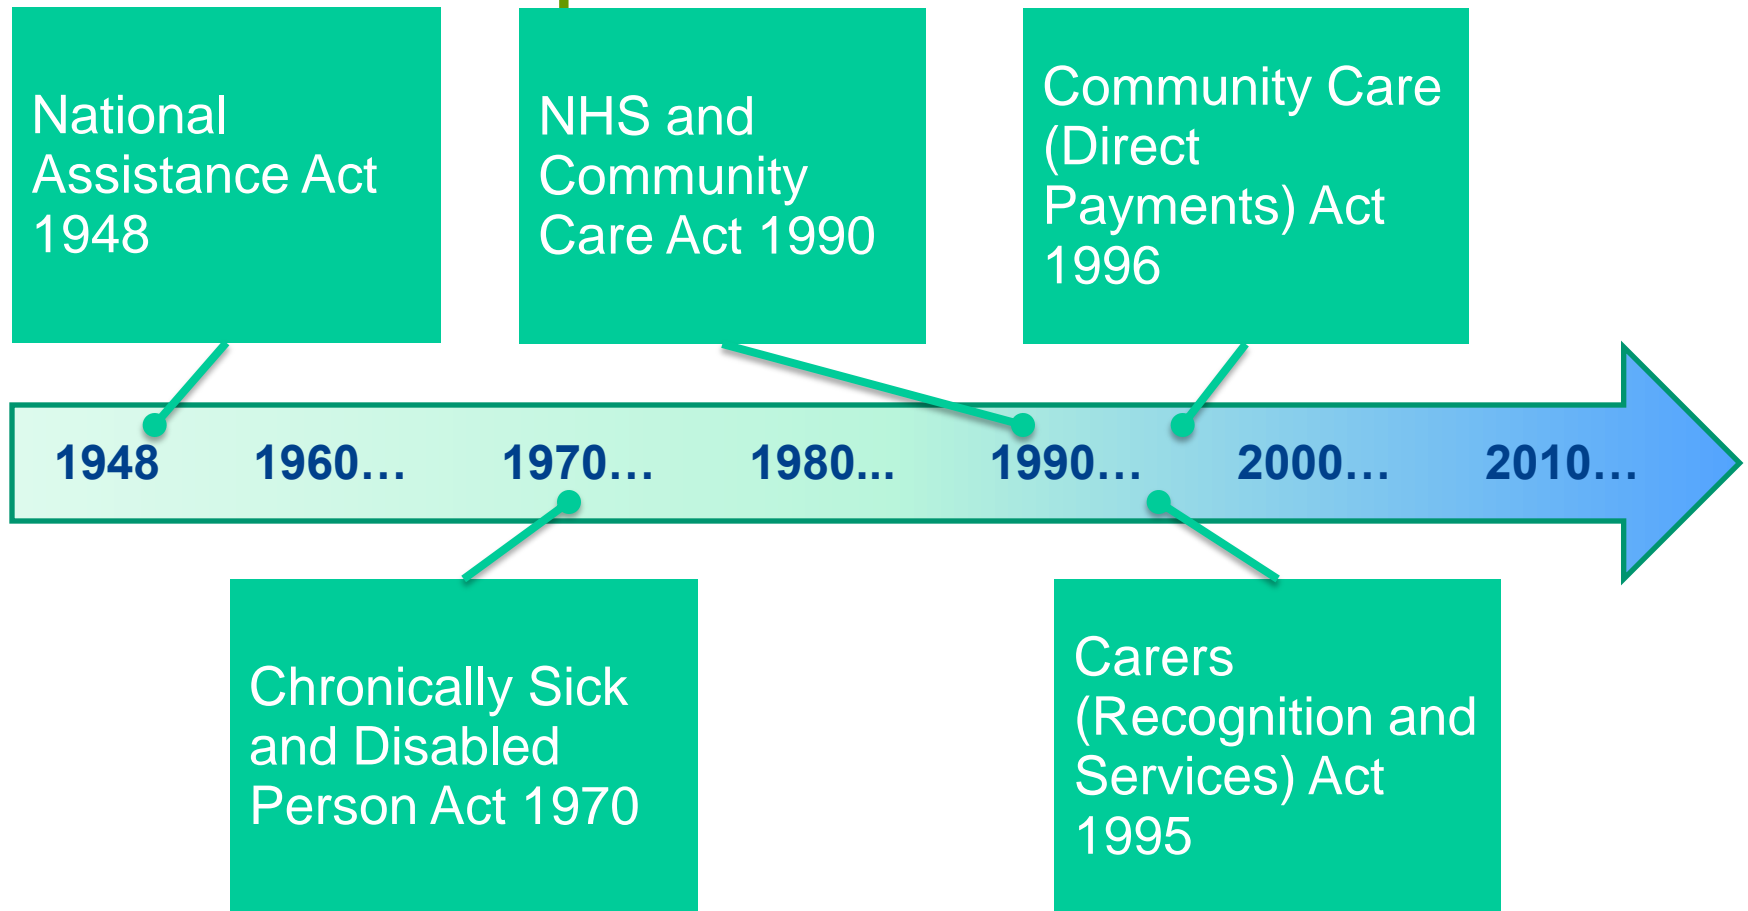 National
Assistance Act
1948
NHS and
Community
Care Act 1990
Community Care
(Direct
Payments) Act
1996
1948 1960… 1970… 1980... 1990… 2000… 2010…
Chronically Sick
and Disabled
Person Act 1970
Carers
(Recognition and
Services) Act
1995